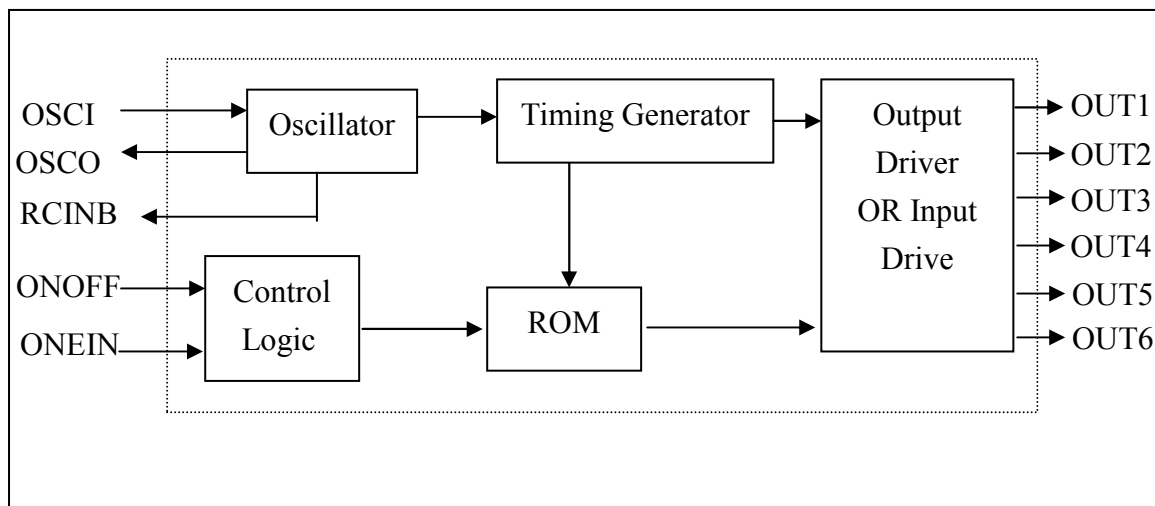 OSCI
OSCO
RCINB
ONOFF
ONEIN
Oscillator
Timing Generator
Control
Logic
ROM
Output
Driver
OR Input
Drive
OUT1
OUT2
OUT3
OUT4
OUT5
OUT6